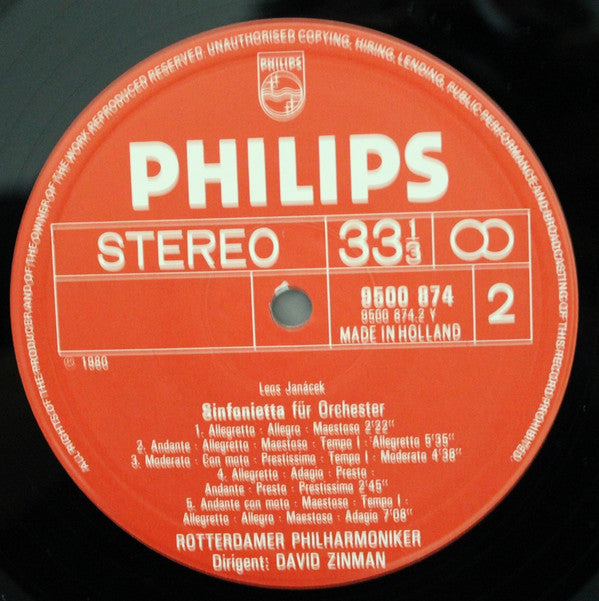 ALL RIGHTS OF THE PRODUCER AND OF THE OWNER OF THE WORK REPRODUCED RESERVED. UNAUTHORISED COPYING, HIRING, LENDING, PUBLIC PERFORMANCE AND BROADCASTING OF THIS RECORD PROHIBITED
PHILIPS
PHILIPS
STEREO
33 1/3
9500 874
9500 874.2 Y
MADE IN HOLLAND
2
℗ 1980
Leos Janácek
Sinfonietta für Orchester
1. Allegretto · Allegro · Maestoso 2'22"
2. Andante · Allegretto · Maestoso · Tempo I · Allegretto 5'35"
3. Moderato · Con moto · Prestissimo · Tempo I · Moderato 4'38"
4. Allegretto · Adagio · Presto ·
Andante · Presto · Prestissimo 2'45"
5. Andante con moto · Maestoso · Tempo I ·
Allegretto · Allegro · Maestoso · Adagio 7'08"
ROTTERDAMER PHILHARMONIKER
Dirigent: DAVID ZINMAN